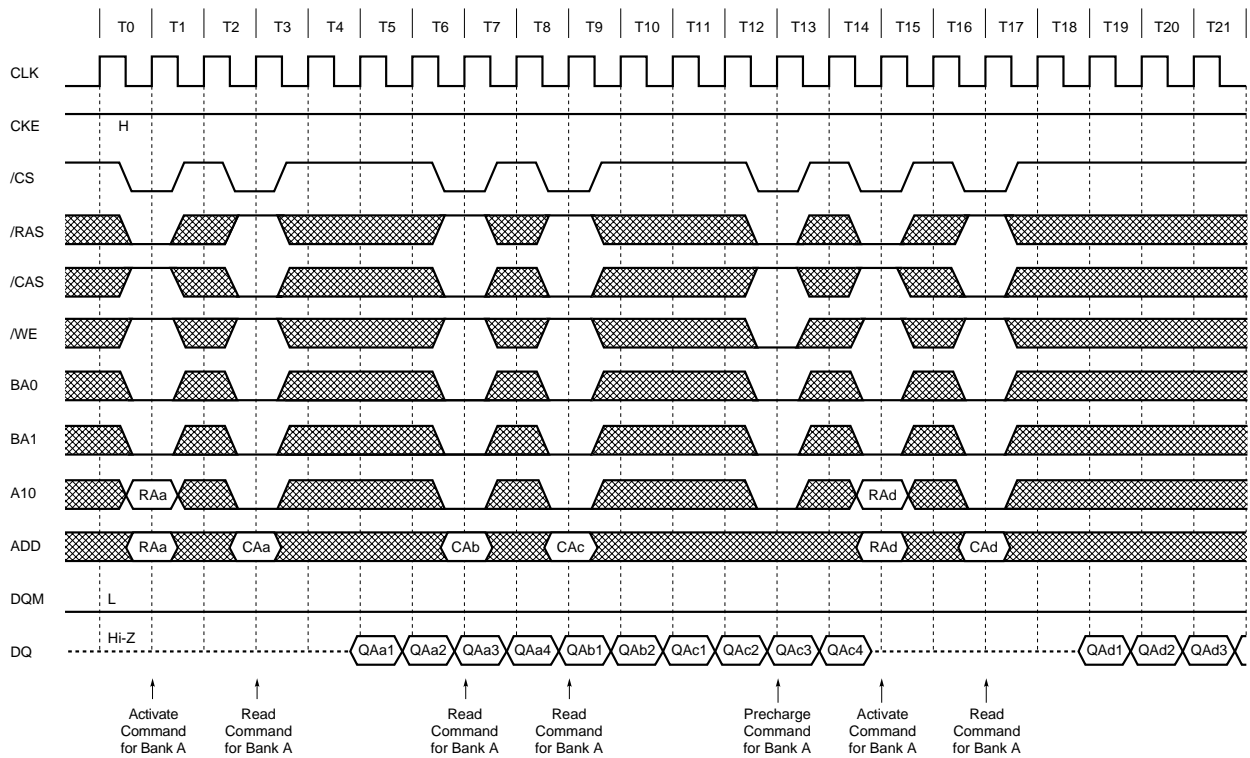 T0 T1 T2 T3 T4 T5 T6 T7 T8 T9 T10 T11 T12 T13 T14 T15 T16 T17 T18 T19 T20 T21
CLK
CKE H
/CS
/RAS
/CAS
/WE
BA0
BA1
A10 RAa RAd
ADD RAa CAa CAb CAc RAd CAd
DQM L
Hi-Z
DQ QAa1 QAa2 QAa3 QAa4 QAb1 QAb2 QAc1 QAc2 QAc3 QAc4 QAd1 QAd2 QAd3
Activate
Command
for Bank A
Read
Command
for Bank A
Read
Command
for Bank A
Read
Command
for Bank A
Precharge
Command
for Bank A
Activate
Command
for Bank A
Read
Command
for Bank A